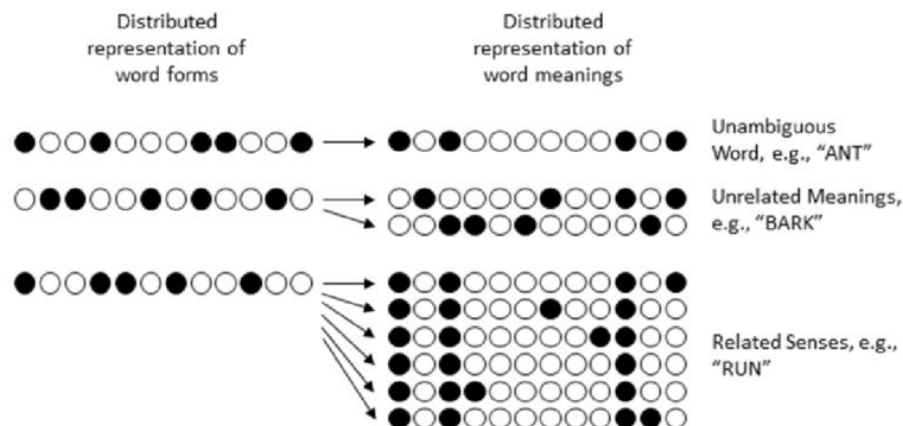 Distributed
representation of
word forms
Distributed
representation of
word meanings
Unambiguous
Word, e.g., “ANT”
Unrelated Meanings,
e.g., “BARK”
Related Senses, e.g.,
“RUN”